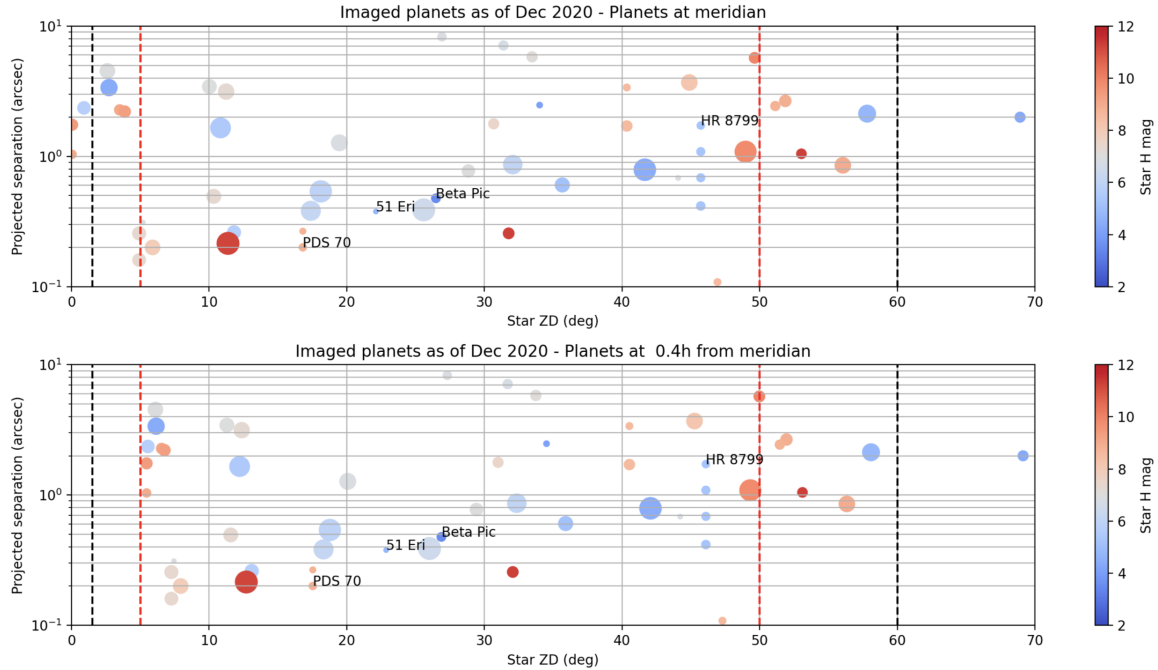 Imaged planets as of Dec 2020 - Planets at meridian
10¹
10⁰
10⁻¹
Projected separation (arcsec)
HR 8799
Beta Pic
51 Eri
PDS 70
0 10 20 30 40 50 60 70
Star ZD (deg)
12
10
8
6
4
2
Star H mag
Imaged planets as of Dec 2020 - Planets at 0.4h from meridian
10¹
10⁰
10⁻¹
Projected separation (arcsec)
HR 8799
Beta Pic
51 Eri
PDS 70
0 10 20 30 40 50 60 70
Star ZD (deg)
12
10
8
6
4
2
Star H mag